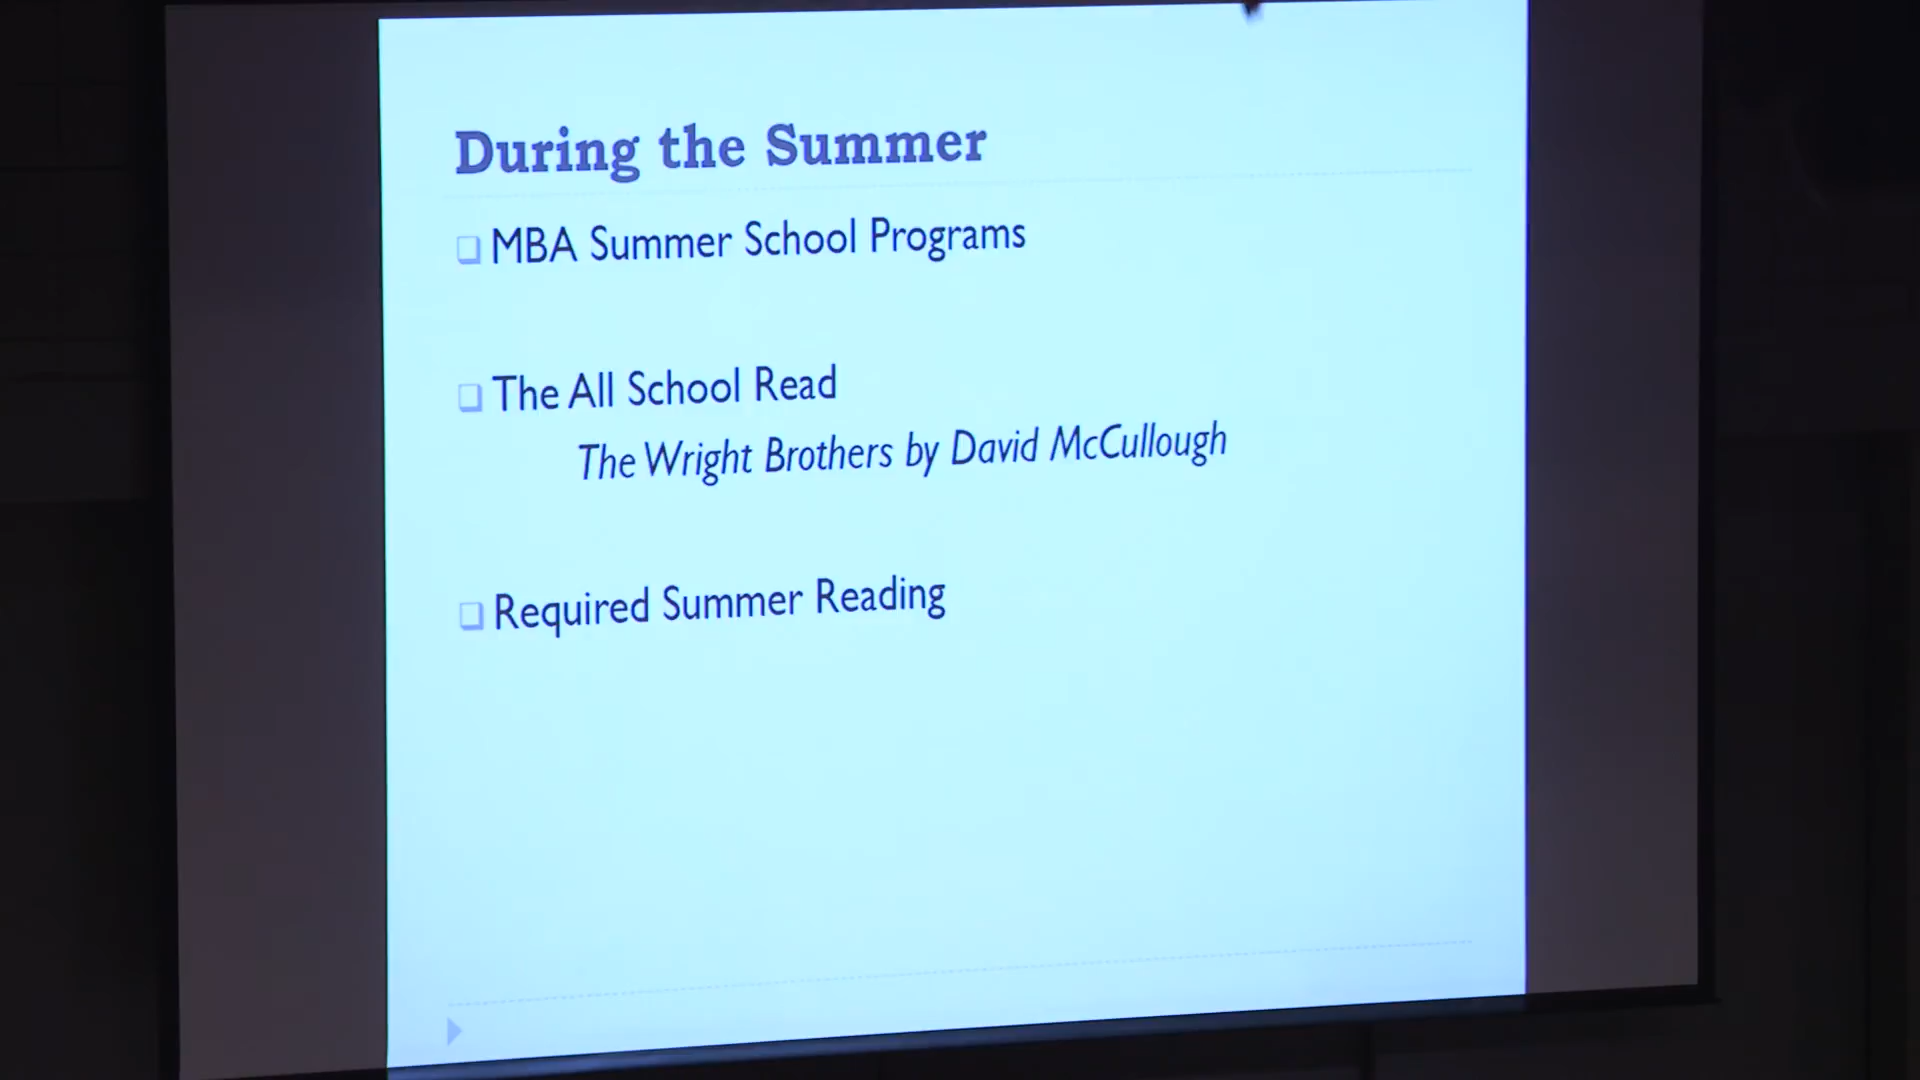 During the Summer
MBA Summer School Programs
The All School Read
The Wright Brothers by David McCullough
Required Summer Reading